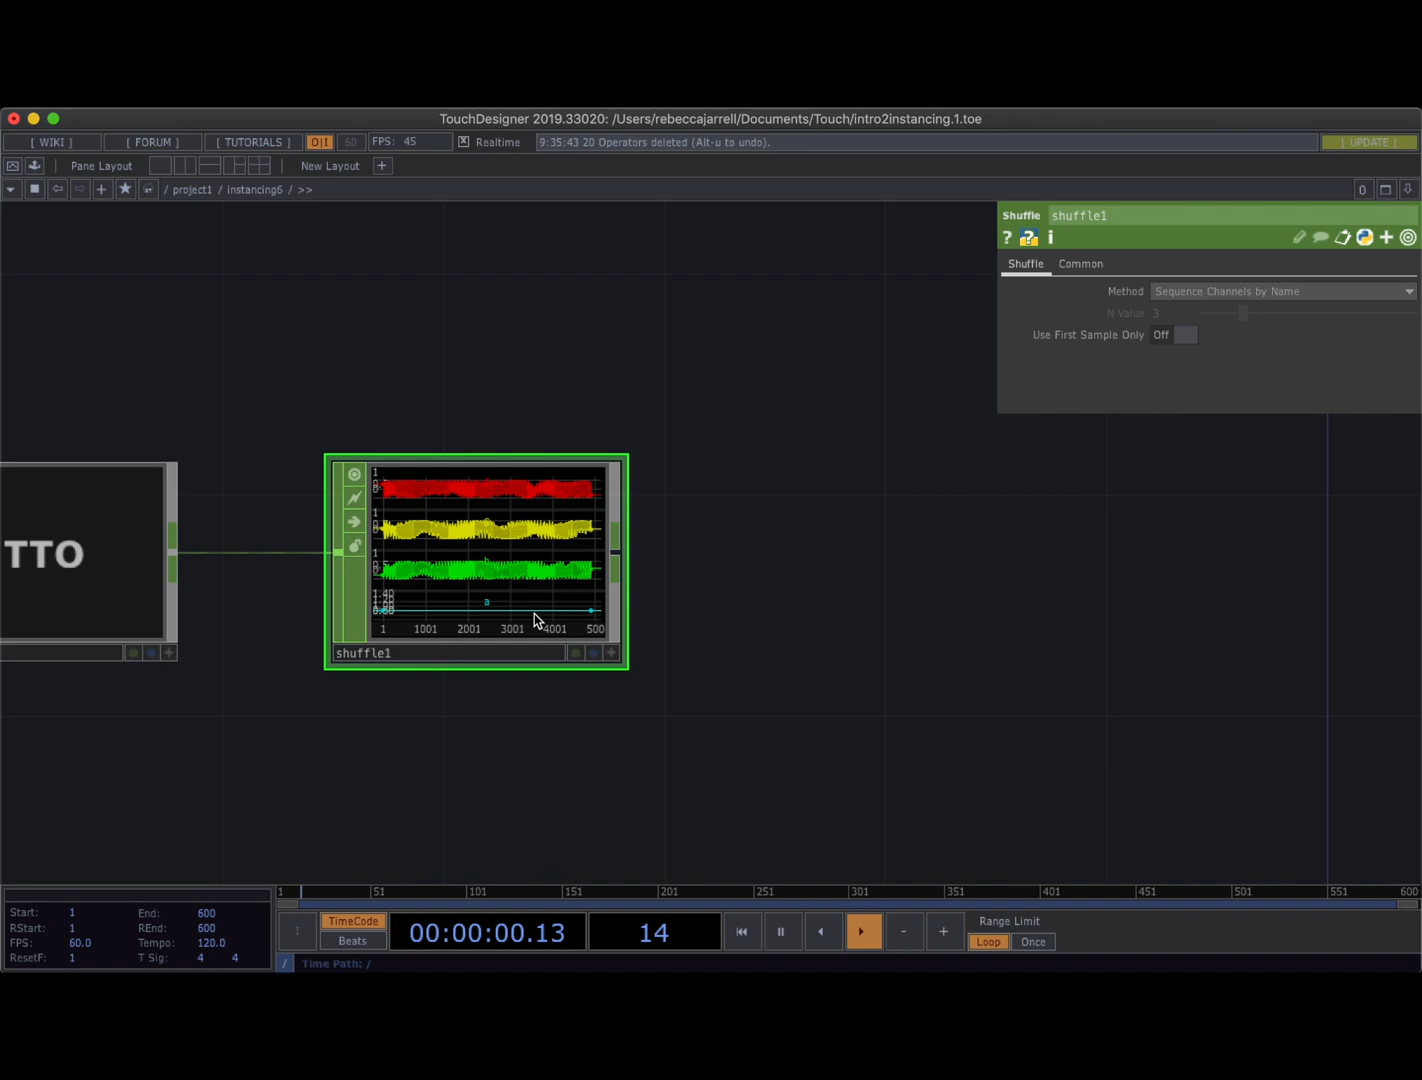 TouchDesigner 2019.33020: /Users/rebeccajarrell/Documents/Touch/intro2instancing.1.toe
[ WIKI ] [ FORUM ] [ TUTORIALS ] O|I 60 FPS: 45 Realtime 9:35:43 20 Operators deleted (Alt-u to undo). [ UPDATE ]
Pane Layout New Layout +
/ project1 / instancing6 / >> 0
Shuffle shuffle1
? ? i
Shuffle Common
Method Sequence Channels by Name
N Value 3
Use First Sample Only Off
TTO
1
1
1
a
1 1001 2001 3001 4001 500
shuffle1
1 51 101 151 201 251 301 351 401 451 501 551 600
Start: 1 End: 600
RStart: 1 REnd: 600
FPS: 60.0 Tempo: 120.0
ResetF: 1 T Sig: 4 4
TimeCode
Beats
00:00:00.13 14
- +
Range Limit
Loop Once
/ Time Path: /